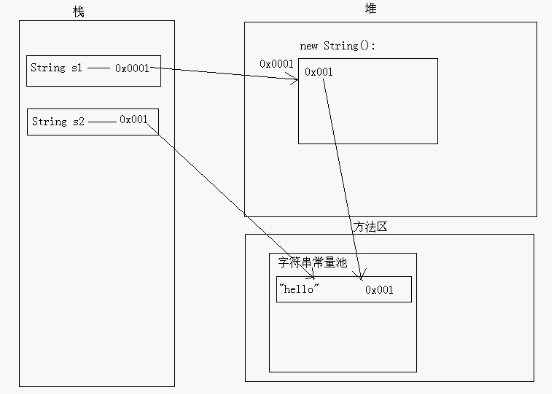 栈
堆
String s1
0x0001
new String():
0x0001
0x001
String s2
0x001
方法区
字符串常量池
"hello"
0x001